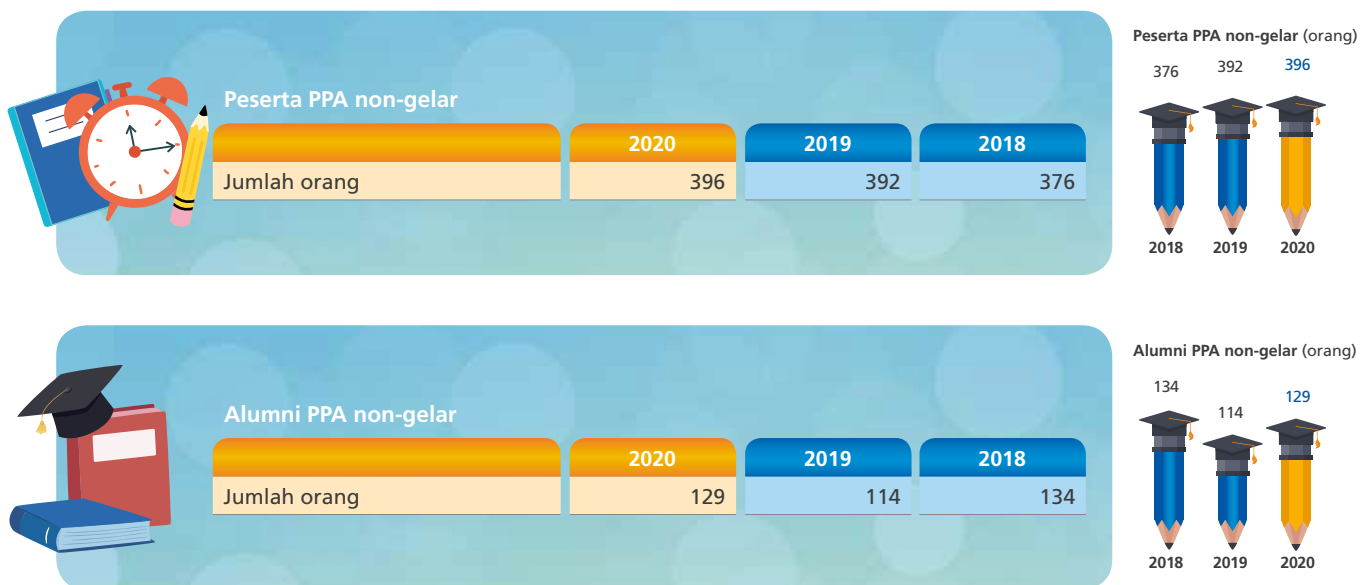 Peserta PPA non-gelar
2020 2019 2018
Jumlah orang 396 392 376
Peserta PPA non-gelar (orang)
376 392 396
2018 2019 2020
Alumni PPA non-gelar
2020 2019 2018
Jumlah orang 129 114 134
Alumni PPA non-gelar (orang)
134 114 129
2018 2019 2020